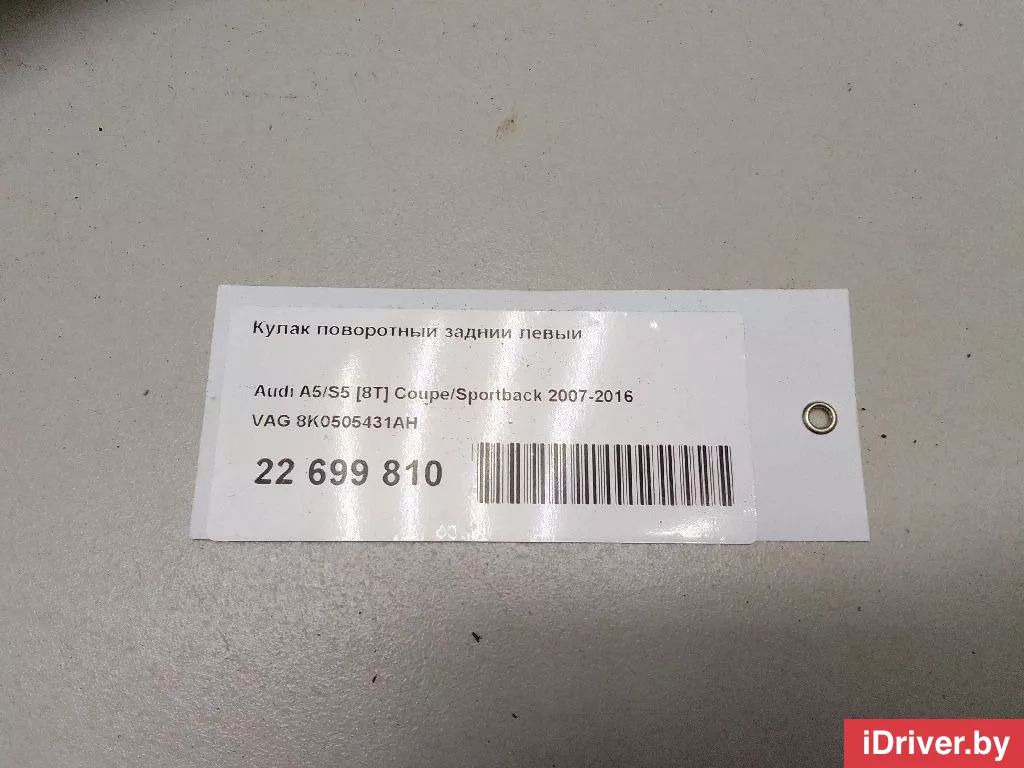 Кулак поворотный задний левый
Audi A5/S5 [8T] Coupe/Sportback 2007-2016
VAG 8K0505431AH
22 699 810
iDriver.by